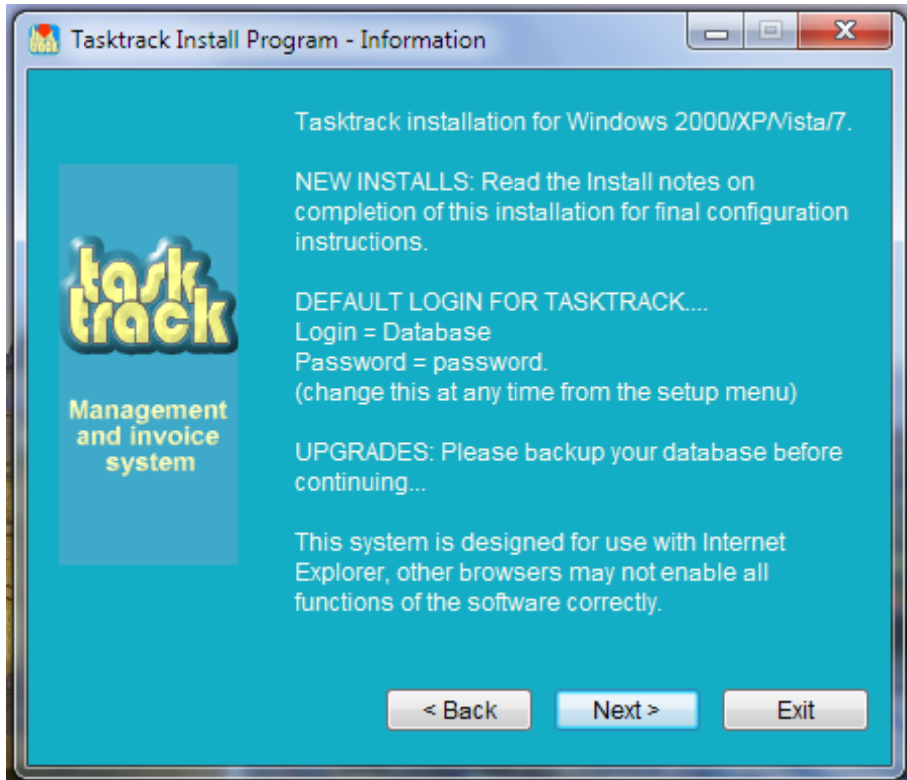 Tasktrack Install Program - Information
Tasktrack installation for Windows 2000/XP/Vista/7.
NEW INSTALLS: Read the Install notes on
completion of this installation for final configuration
instructions.
task
track
Management
and invoice
system
DEFAULT LOGIN FOR TASKTRACK....
Login = Database
Password = password.
(change this at any time from the setup menu)
UPGRADES: Please backup your database before
continuing...
This system is designed for use with Internet
Explorer, other browsers may not enable all
functions of the software correctly.
< Back
Next >
Exit